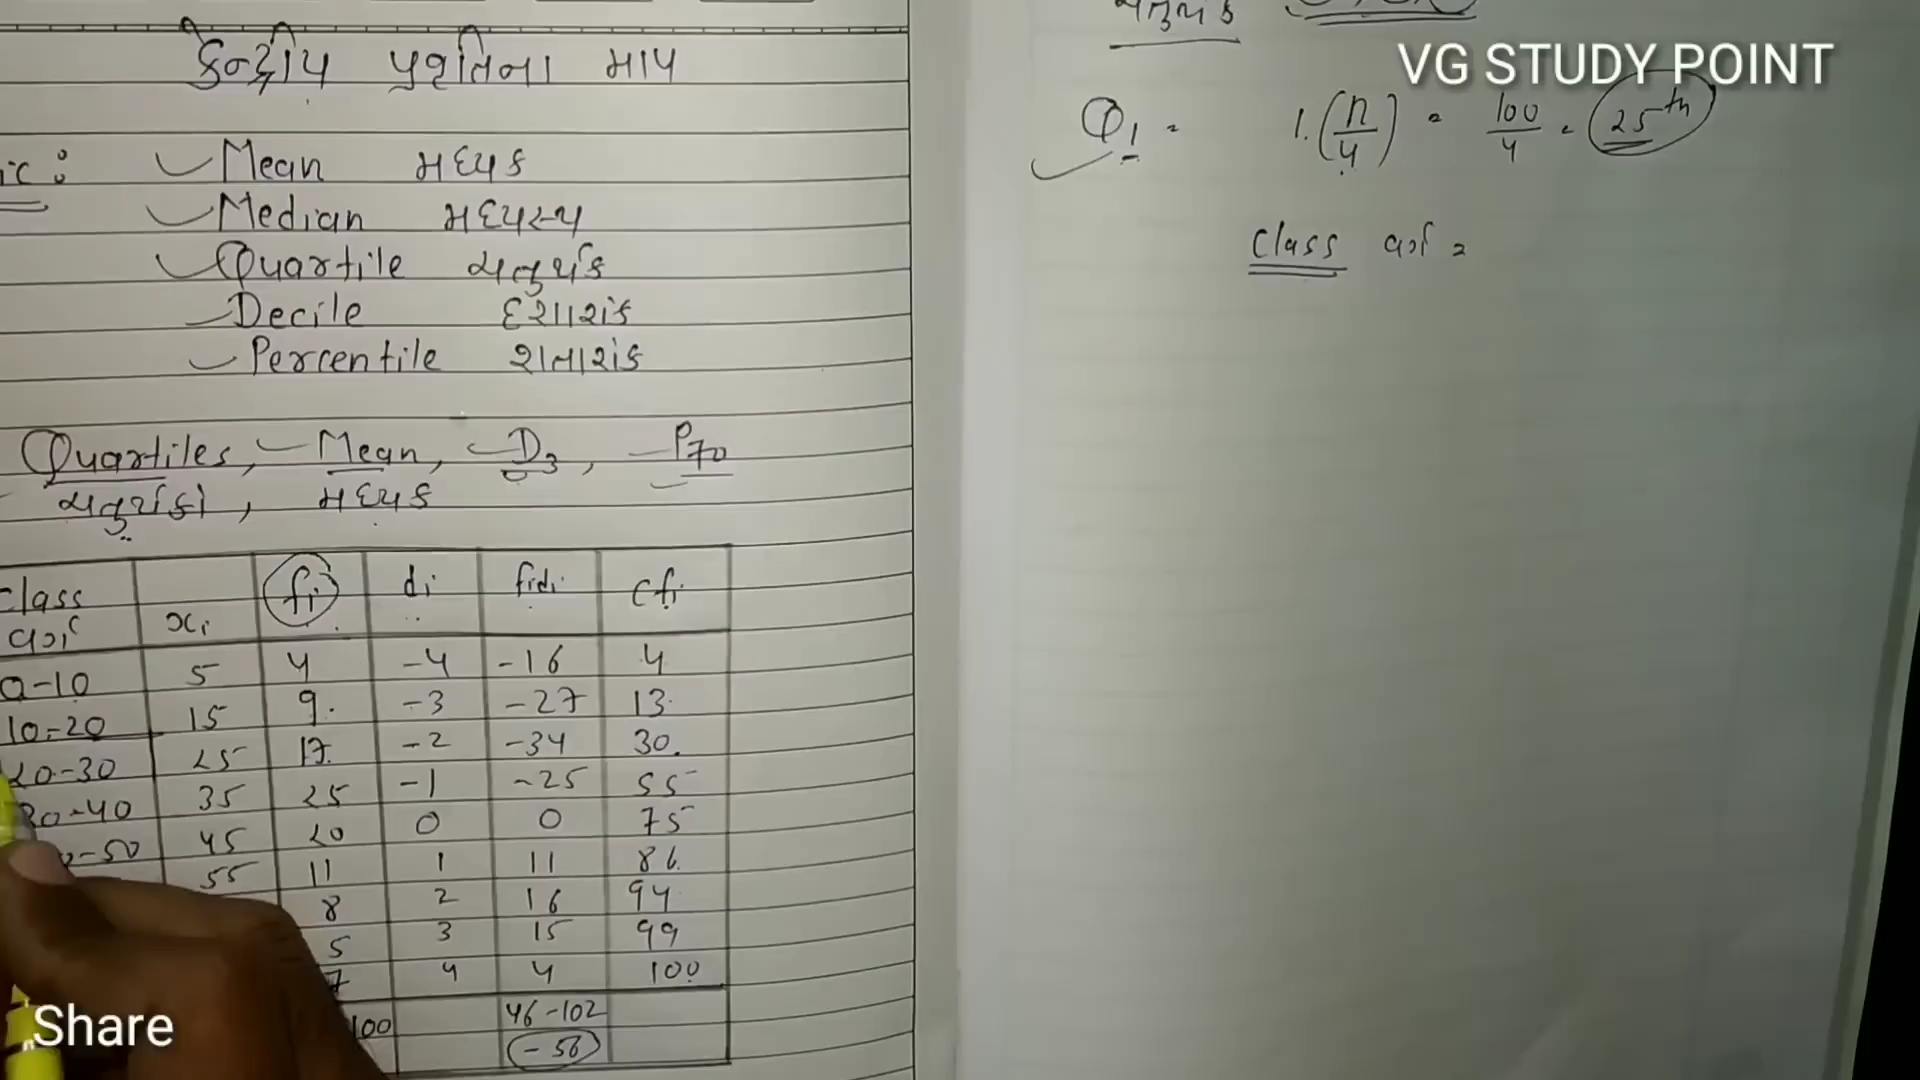 કેન્દ્રીય પ્રવૃત્તિના માપ
ic: Mean મધ્યક
Median મધ્યસ્થ
Quartile ચતુર્થક
Decile દશાંશક
Percentile શતાંશક
Quartiles, Mean, D3, P70
ચતુર્થકો, મધ્યક
class વર્ગ xi fi di fidi cfi
0-10 5 4 -4 -16 4
10-20 15 9 -3 -27 13
20-30 25 17 -2 -34 30
30-40 35 25 -1 -25 55
-50 45 20 0 0 75
55 11 1 11 86
8 2 16 94
5 3 15 99
4 4 100
100 46-102
-56
VG STUDY POINT
Q1 = 1.(n/4) = 100/4 = 25th
class વર્ગ =
Share